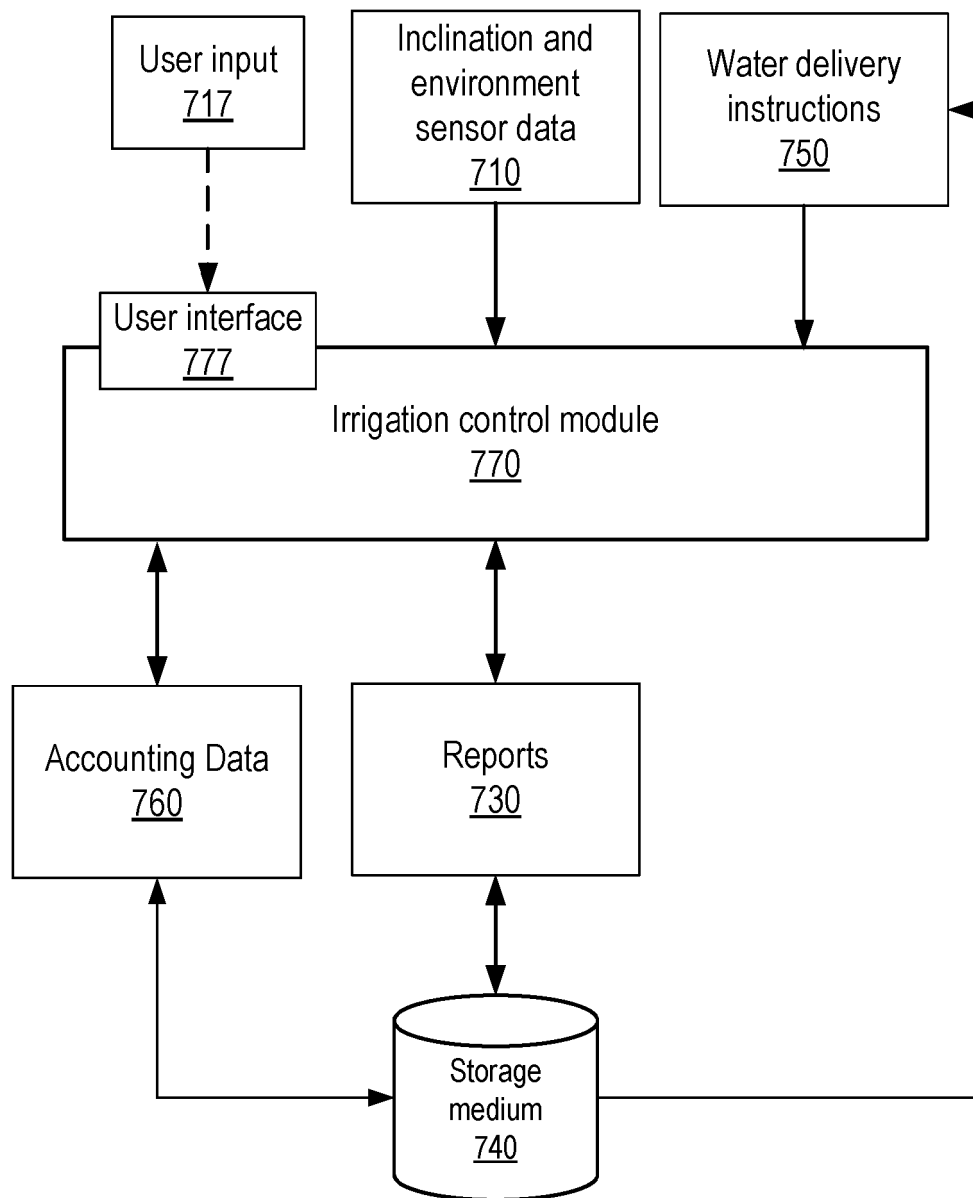 User input
717
Inclination and
environment
sensor data
710
Water delivery
instructions
750
User interface
777
Irrigation control module
770
Accounting Data
760
Reports
730
Storage
medium
740